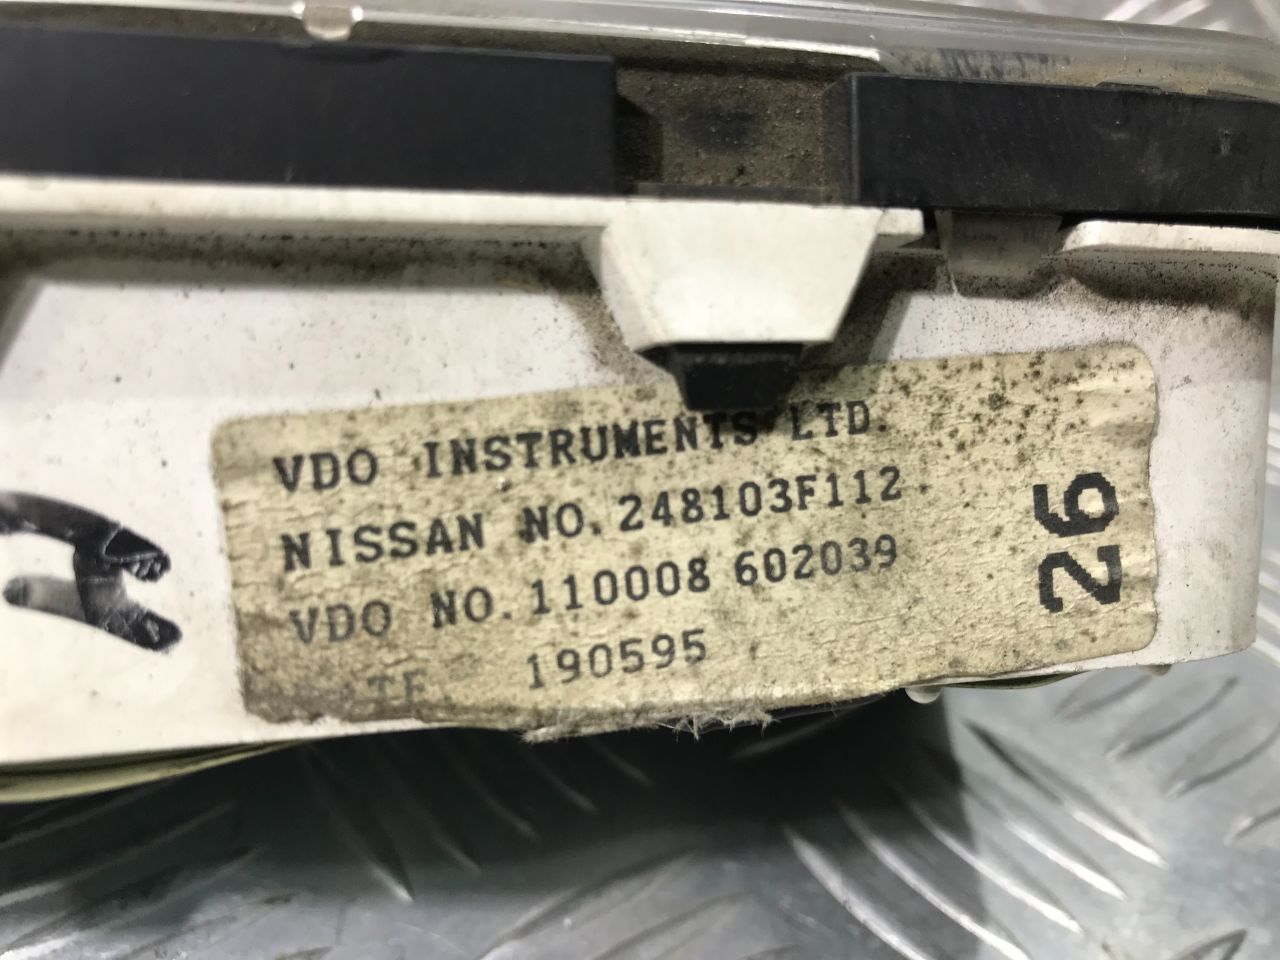 VDO INSTRUMENTS LTD.
NISSAN NO. 248103F112.
VDO NO. 110008 602039
190595
26